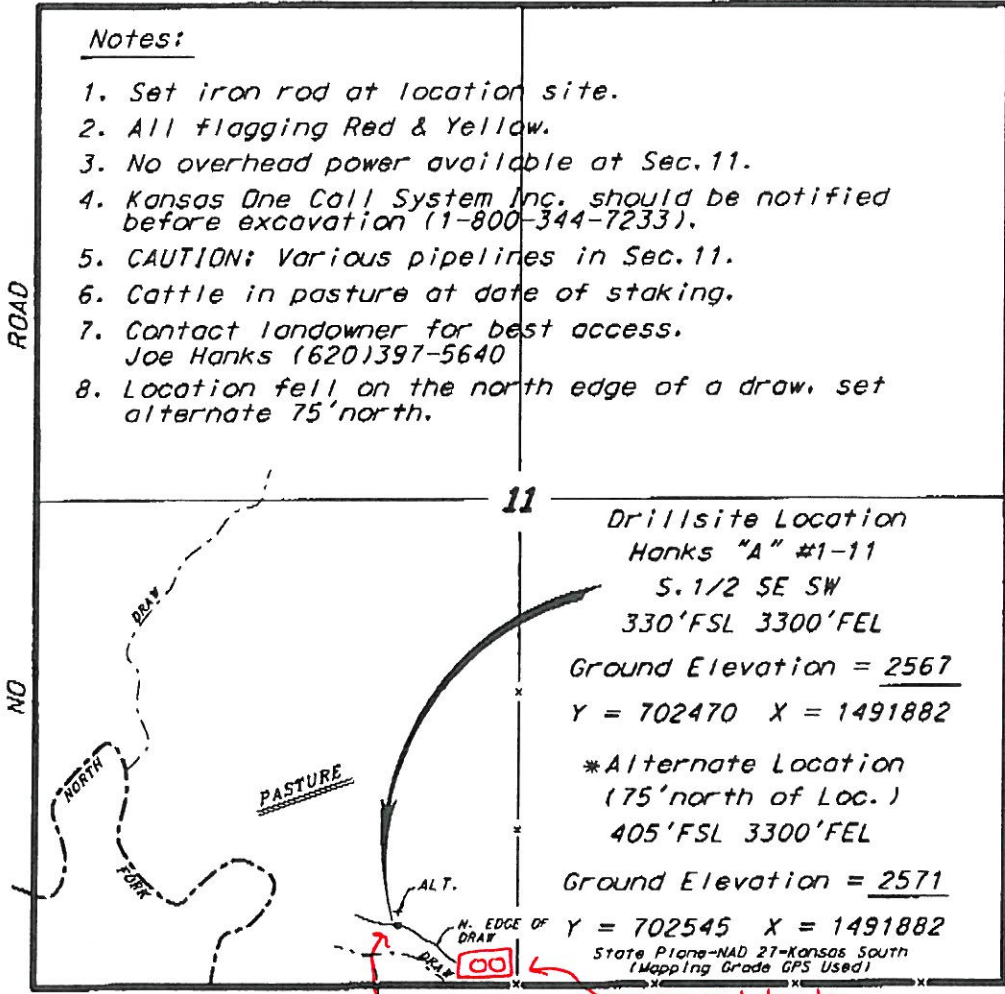 Notes:
1. Set iron rod at location site.
2. All flagging Red & Yellow.
3. No overhead power available at Sec.11.
4. Kansas One Call System Inc. should be notified
before excavation (1-800-344-7233).
5. CAUTION: Various pipelines in Sec.11.
6. Cattle in pasture at date of staking.
7. Contact landowner for best access.
Joe Hanks (620)397-5640
8. Location fell on the north edge of a draw, set
alternate 75'north.
ROAD
NO
11
Drillsite Location
Hanks "A" #1-11
S.1/2 SE SW
330'FSL 3300'FEL
Ground Elevation = 2567
Y = 702470 X = 1491882
*Alternate Location
(75'north of Loc.)
405'FSL 3300'FEL
Ground Elevation = 2571
Y = 702545 X = 1491882
State Plane-NAD 27-Kansas South
(Mapping Grade GPS Used)
DRAW
NORTH
FORK
PASTURE
ALT.
N. EDGE OF
DRAW
DRAW